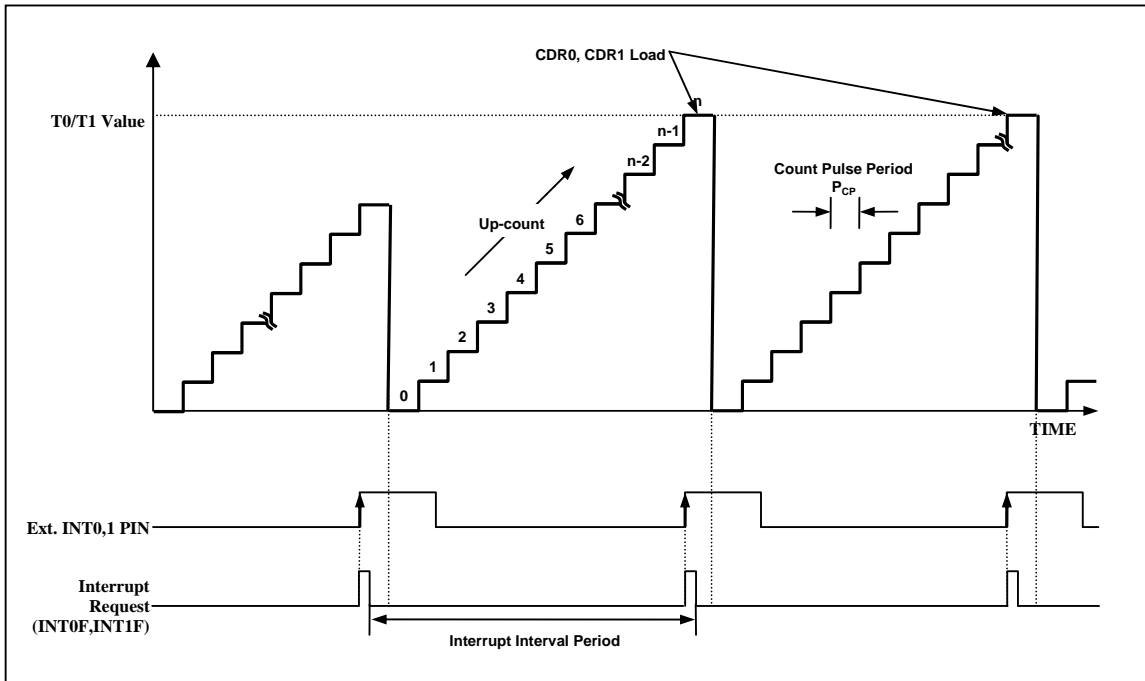 CDR0, CDR1 Load
n
T0/T1 Value
n-1
n-2
Count Pulse Period
PCP
Up-count
6
5
4
3
2
1
0
TIME
Ext. INT0,1 PIN
Interrupt
Request
(INT0F,INT1F)
Interrupt Interval Period